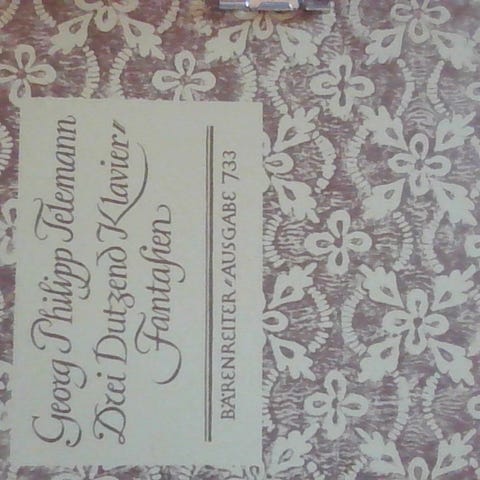 Georg Philipp Telemann
Drei Dutzend Klavier-
Fantasien
BÄRENREITER-AUSGABE 733